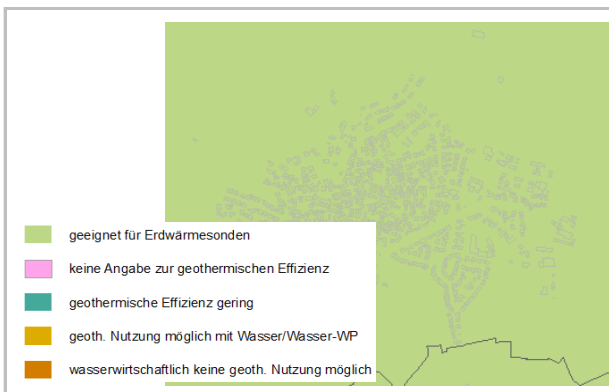 geeignet für Erdwärmesonden
keine Angabe zur geothermischen Effizienz
geothermische Effizienz gering
geoth. Nutzung möglich mit Wasser/Wasser-WP
wasserwirtschaftlich keine geoth. Nutzung möglich